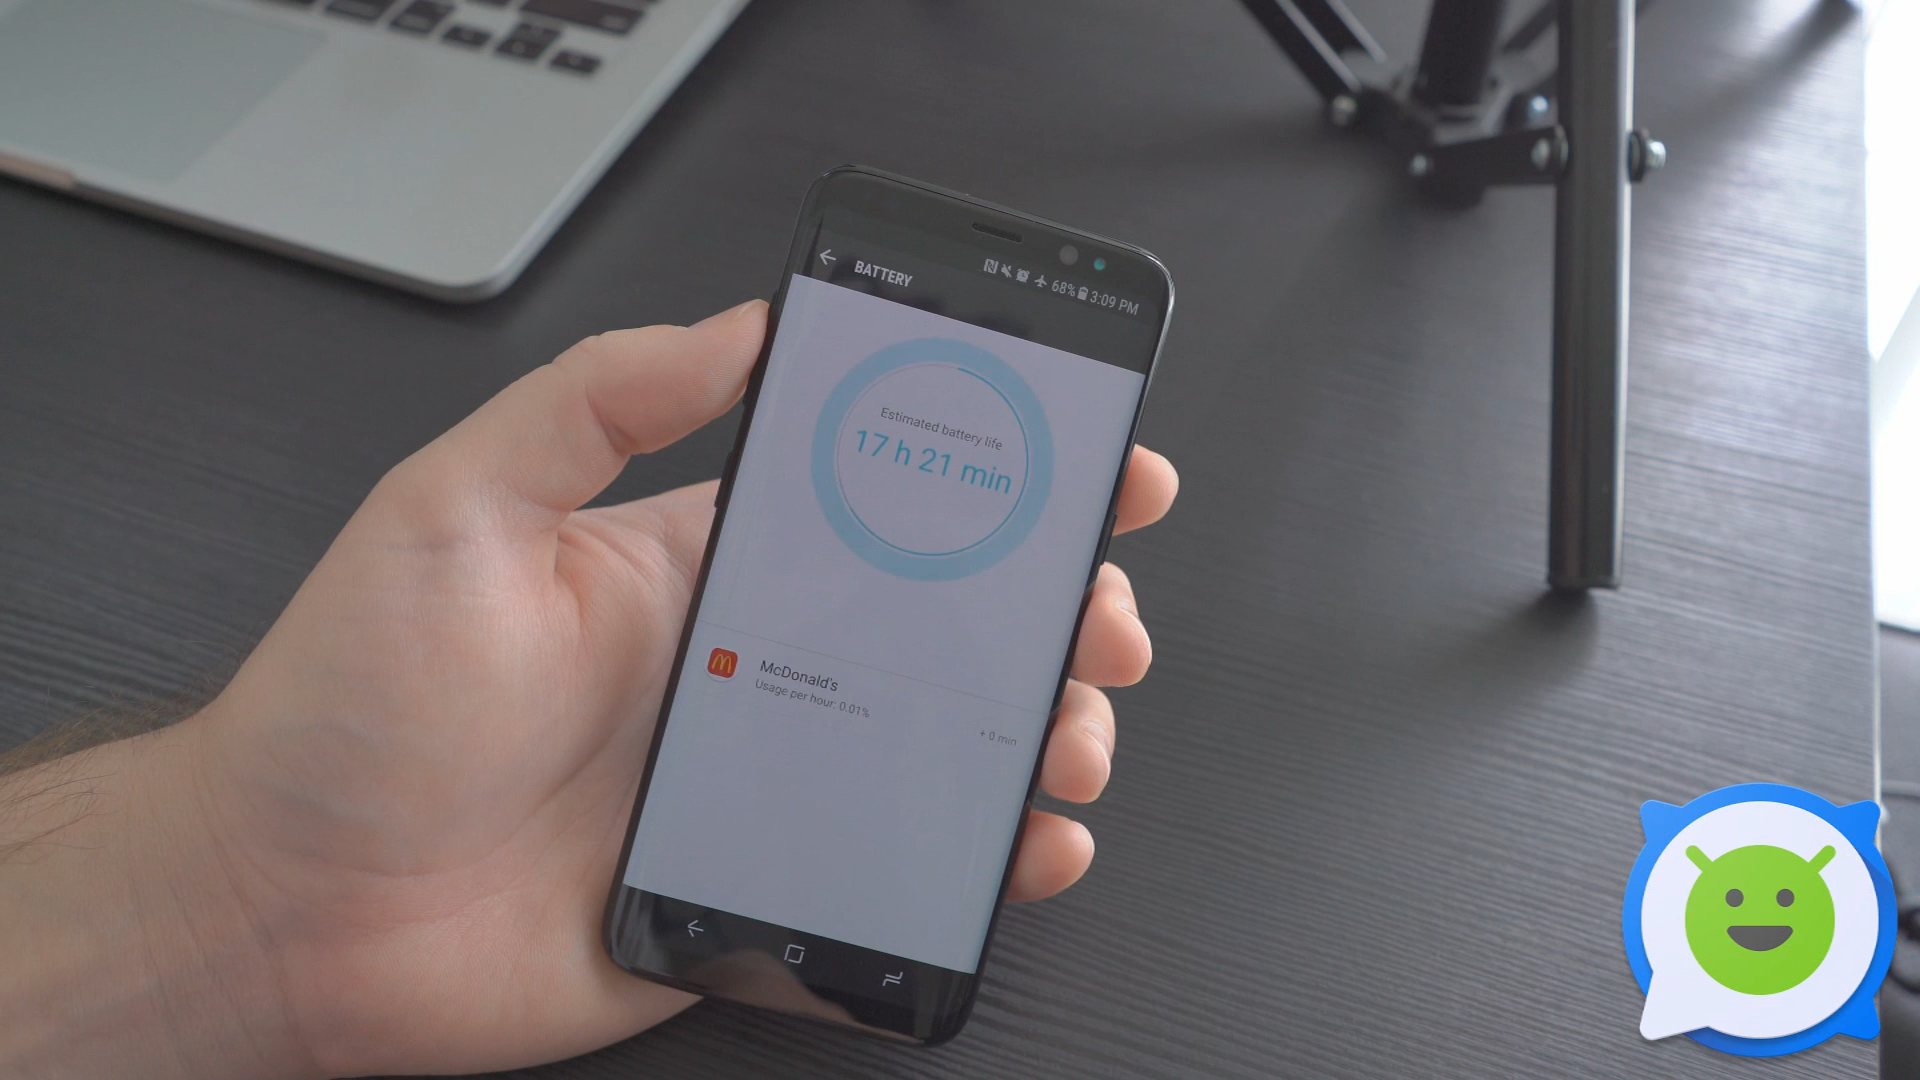 BATTERY
68% 3:09 PM
Estimated battery life
17 h 21 min
McDonald's
Usage per hour: 0.01%
+ 0 min